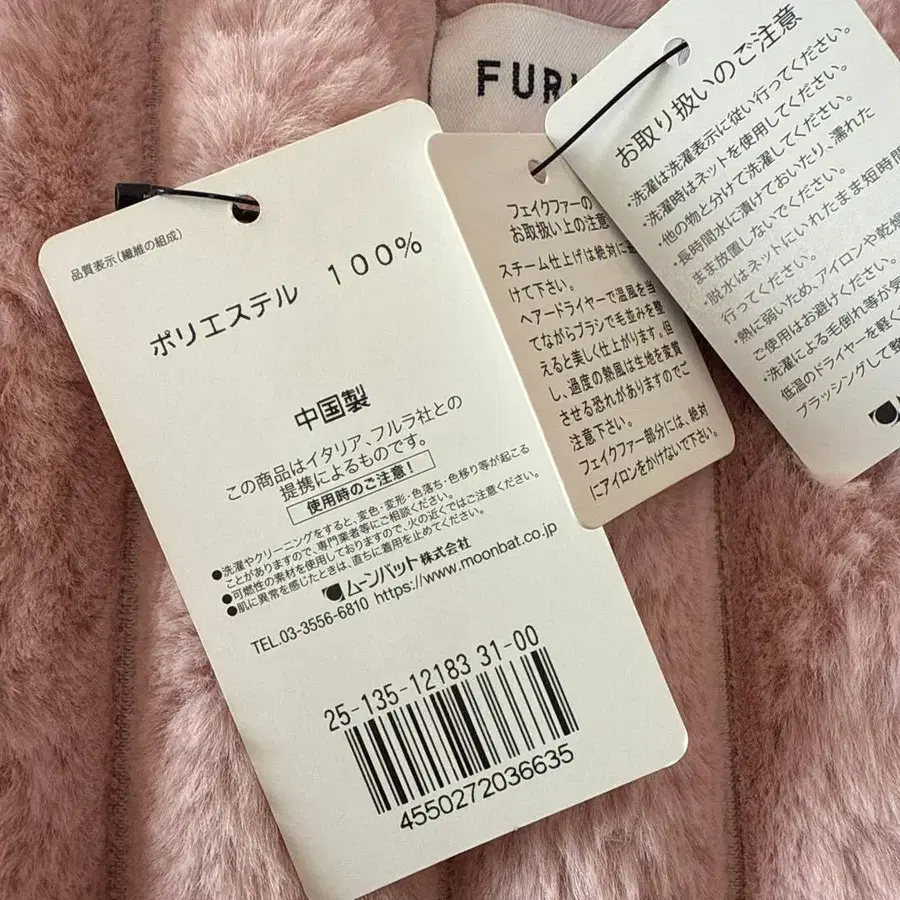 FUR
品質表示(繊維の組成)
ポリエステル 100%
中国製
この商品はイタリア、フルラ社との
提携によるものです。
使用時のご注意!
●洗濯やクリーニングをすると、変色・変形・色落ち・色移り等が起こる
ことがありますので、専門業者等にご相談ください。
●可燃性の素材を使用しておりますので、火の近くではご注意ください。
●肌に異常を感じたときは、直ちに着用を止めてください。
ムーンバット株式会社
TEL.03-3556-6810 https://www.moonbat.co.jp
25-135-12183 31-00
4550272036635
フェイクファーの
お取扱い上の注意
スチーム仕上げは絶対に
けて下さい。
ヘアードライヤーで温風を当
てながらブラシで毛並みを整
えると美しく仕上がります。但
し、過度の熱風は生地を変質
させる恐れがありますのでご
注意下さい。
フェイクファー部分には、絶対
にアイロンをかけないで下さい。
お取り扱いのご注意
・洗濯は洗濯表示に従い行ってください。
・洗濯時はネットを使用してください。
・他の物と分けて洗濯してください。
・長時間水に漬けておいたり、濡れた
まま放置しないでください。
・脱水はネットにいれたまま短時間
行ってください。
・熱に弱いため、アイロンや乾燥
ご使用はお避けください。
・洗濯による毛倒れ等が気
低温のドライヤーを軽く
ブラッシングして整